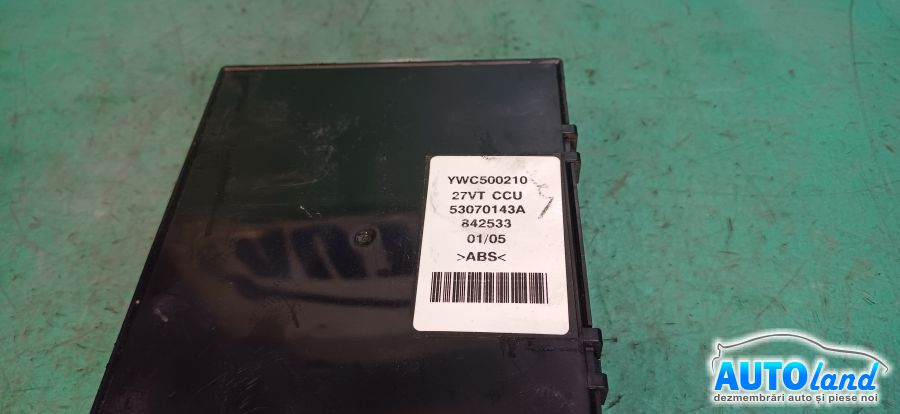 YWC500210
27VT CCU
53070143A
842533
01/05
>ABS<
AUTOland
dezmembrări auto și piese noi